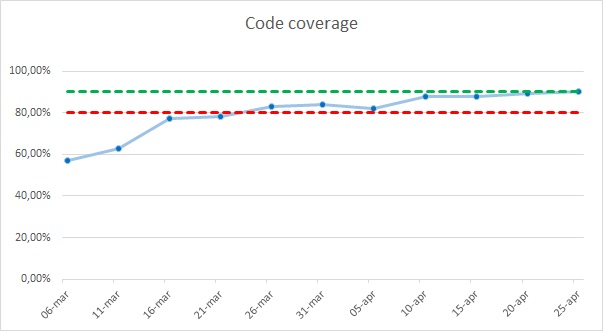 Code coverage
100,00%
80,00%
60,00%
40,00%
20,00%
0,00%
06-mar
11-mar
16-mar
21-mar
26-mar
31-mar
05-apr
10-apr
15-apr
20-apr
25-apr